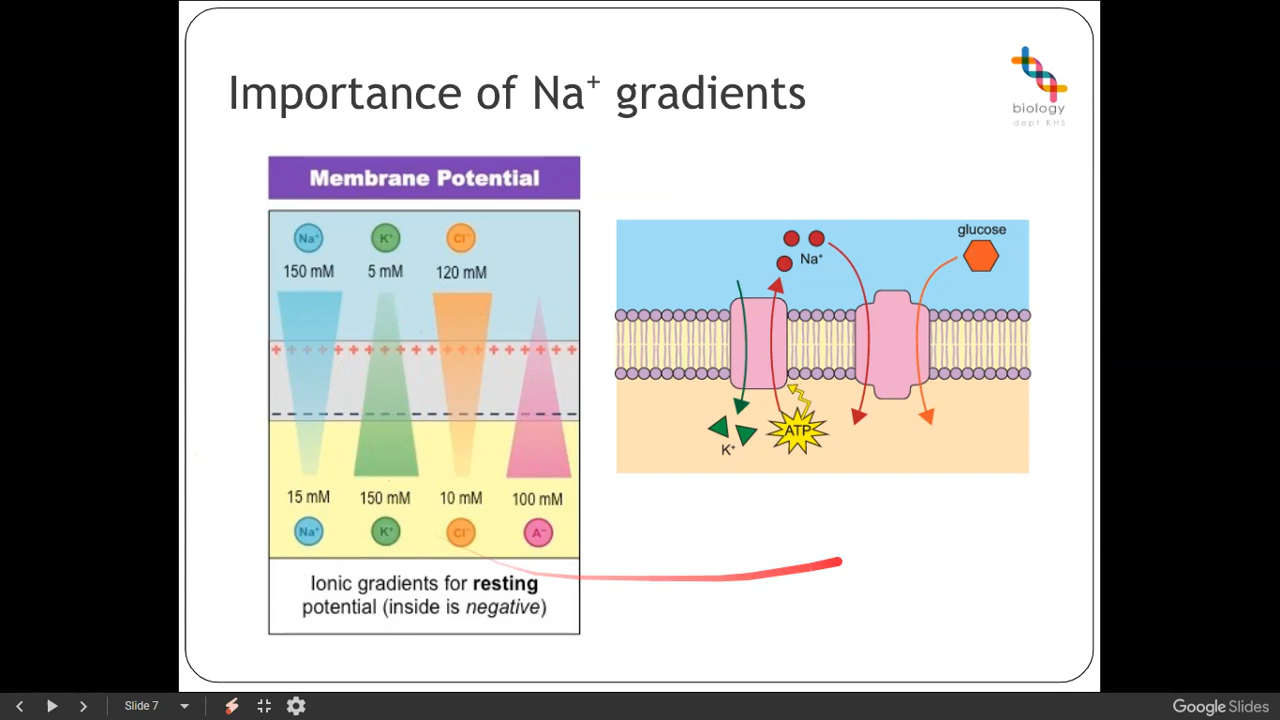 Importance of Na⁺ gradients
biology
dept KHS
Membrane Potential
Na⁺ K⁺ Cl⁻
150 mM 5 mM 120 mM
15 mM 150 mM 10 mM 100 mM
Na⁺ K⁺ Cl⁻ A⁻
Ionic gradients for resting
potential (inside is negative)
glucose
Na⁺
ATP
K⁺
Slide 7
Google Slides